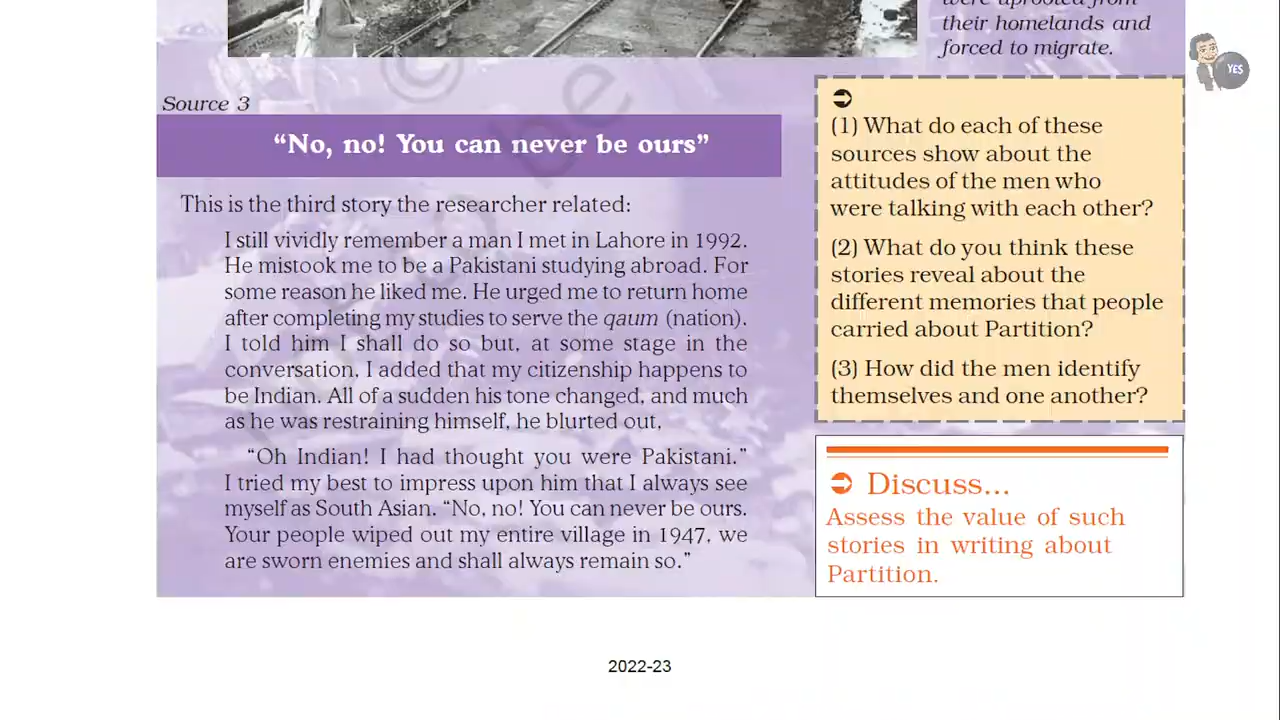 were uprooted from
their homelands and
forced to migrate.
YES
Source 3
“No, no! You can never be ours”
This is the third story the researcher related:
I still vividly remember a man I met in Lahore in 1992.
He mistook me to be a Pakistani studying abroad. For
some reason he liked me. He urged me to return home
after completing my studies to serve the qaum (nation).
I told him I shall do so but, at some stage in the
conversation, I added that my citizenship happens to
be Indian. All of a sudden his tone changed, and much
as he was restraining himself, he blurted out,
“Oh Indian! I had thought you were Pakistani.”
I tried my best to impress upon him that I always see
myself as South Asian. “No, no! You can never be ours.
Your people wiped out my entire village in 1947, we
are sworn enemies and shall always remain so.”
➲
(1) What do each of these
sources show about the
attitudes of the men who
were talking with each other?
(2) What do you think these
stories reveal about the
different memories that people
carried about Partition?
(3) How did the men identify
themselves and one another?
➲ Discuss...
Assess the value of such
stories in writing about
Partition.
2022-23